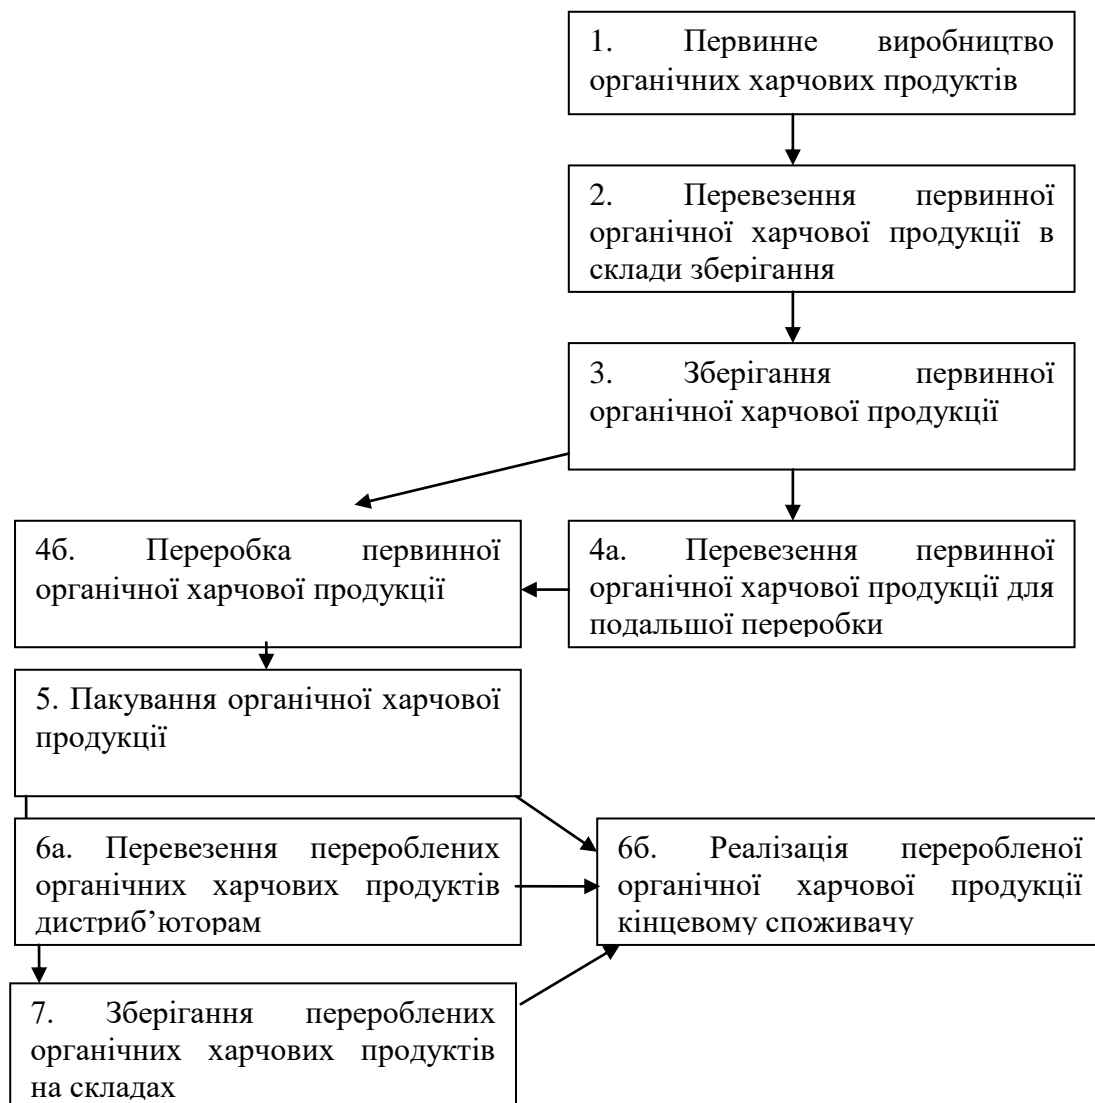 1. Первинне виробництво
органічних харчових продуктів
2. Перевезення первинної
органічної харчової продукції в
склади зберігання
3. Зберігання первинної
органічної харчової продукції
4б. Переробка первинної
органічної харчової продукції
4а. Перевезення первинної
органічної харчової продукції для
подальшої переробки
5. Пакування органічної харчової
продукції
6а. Перевезення перероблених
органічних харчових продуктів
дистриб’юторам
6б. Реалізація переробленої
органічної харчової продукції
кінцевому споживачу
7. Зберігання перероблених
органічних харчових продуктів
на складах